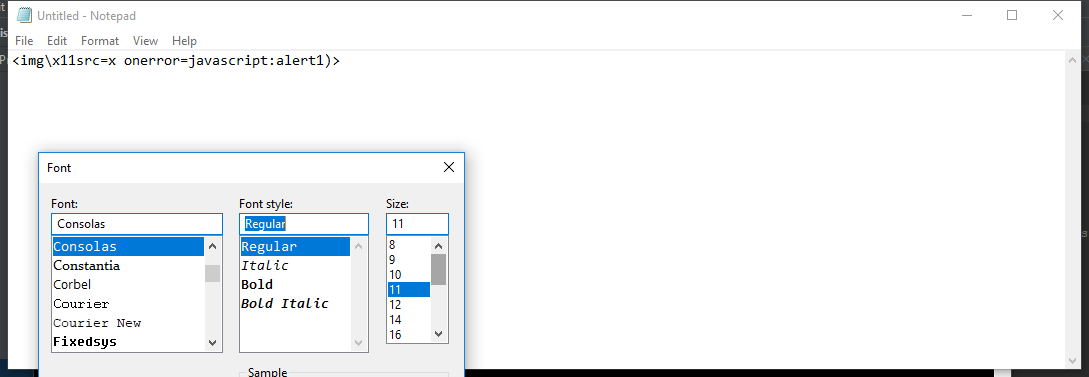 Untitled - Notepad
File Edit Format View Help
<img\x11src=x onerror=javascript:alert1)>
Font
Font: Font style: Size:
Consolas Regular 11
Consolas Regular 8
Constantia Italic 9
Corbel Bold 10
Courier Bold Italic 11
Courier New 12
Fixedsys 14
16
Sample